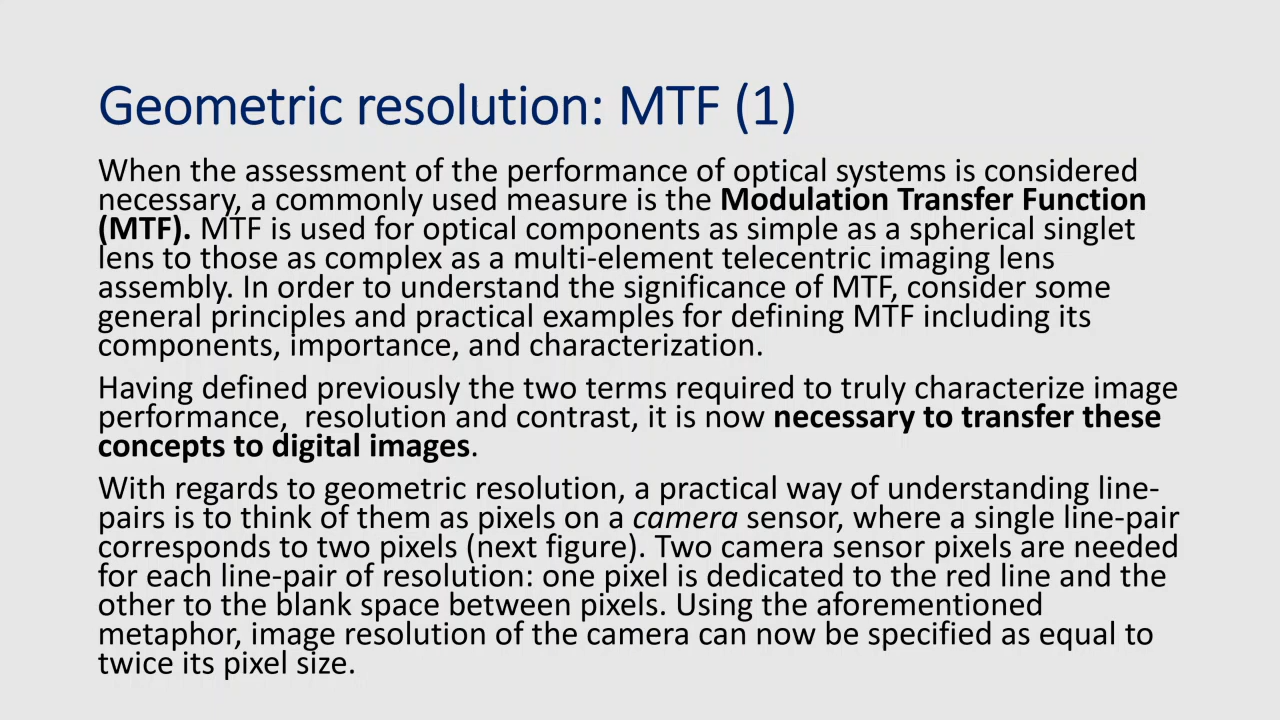 Geometric resolution: MTF (1)
When the assessment of the performance of optical systems is considered
necessary, a commonly used measure is the Modulation Transfer Function
(MTF). MTF is used for optical components as simple as a spherical singlet
lens to those as complex as a multi-element telecentric imaging lens
assembly. In order to understand the significance of MTF, consider some
general principles and practical examples for defining MTF including its
components, importance, and characterization.
Having defined previously the two terms required to truly characterize image
performance,  resolution and contrast, it is now necessary to transfer these
concepts to digital images.
With regards to geometric resolution, a practical way of understanding line-
pairs is to think of them as pixels on a camera sensor, where a single line-pair
corresponds to two pixels (next figure). Two camera sensor pixels are needed
for each line-pair of resolution: one pixel is dedicated to the red line and the
other to the blank space between pixels. Using the aforementioned
metaphor, image resolution of the camera can now be specified as equal to
twice its pixel size.